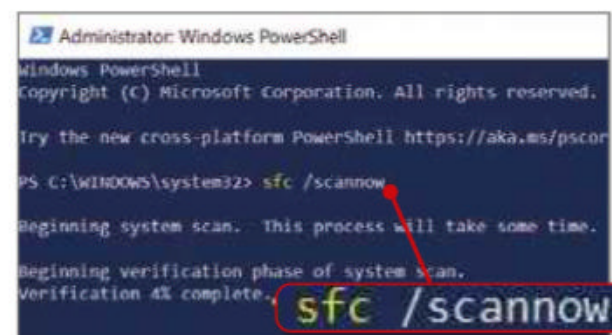 Administrator: Windows PowerShell
Windows PowerShell
Copyright (C) Microsoft Corporation. All rights reserved.
Try the new cross-platform PowerShell https://aka.ms/pscor
PS C:\WINDOWS\system32> sfc /scannow
Beginning system scan. This process will take some time.
Beginning verification phase of system scan.
Verification 4% complete.
sfc /scannow